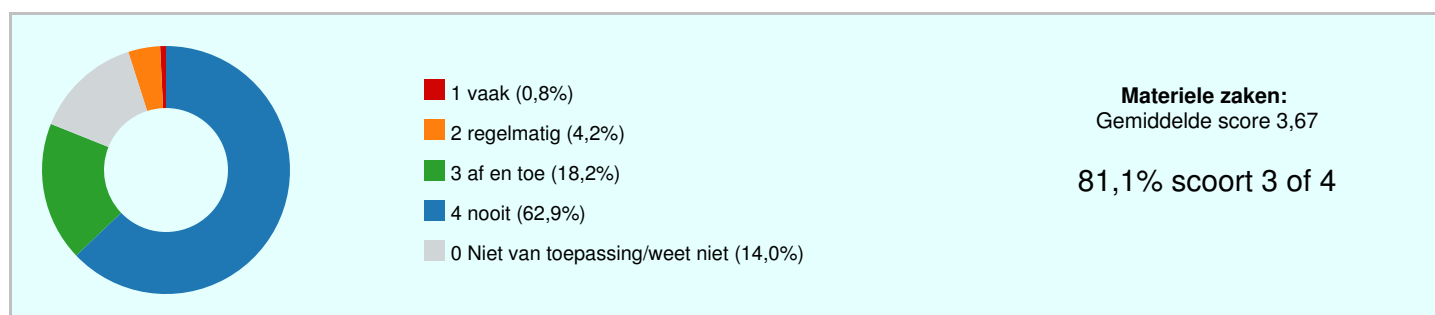 1 vaak (0,8%)
2 regelmatig (4,2%)
3 af en toe (18,2%)
4 nooit (62,9%)
0 Niet van toepassing/weet niet (14,0%)
Materiele zaken:
Gemiddelde score 3,67
81,1% scoort 3 of 4